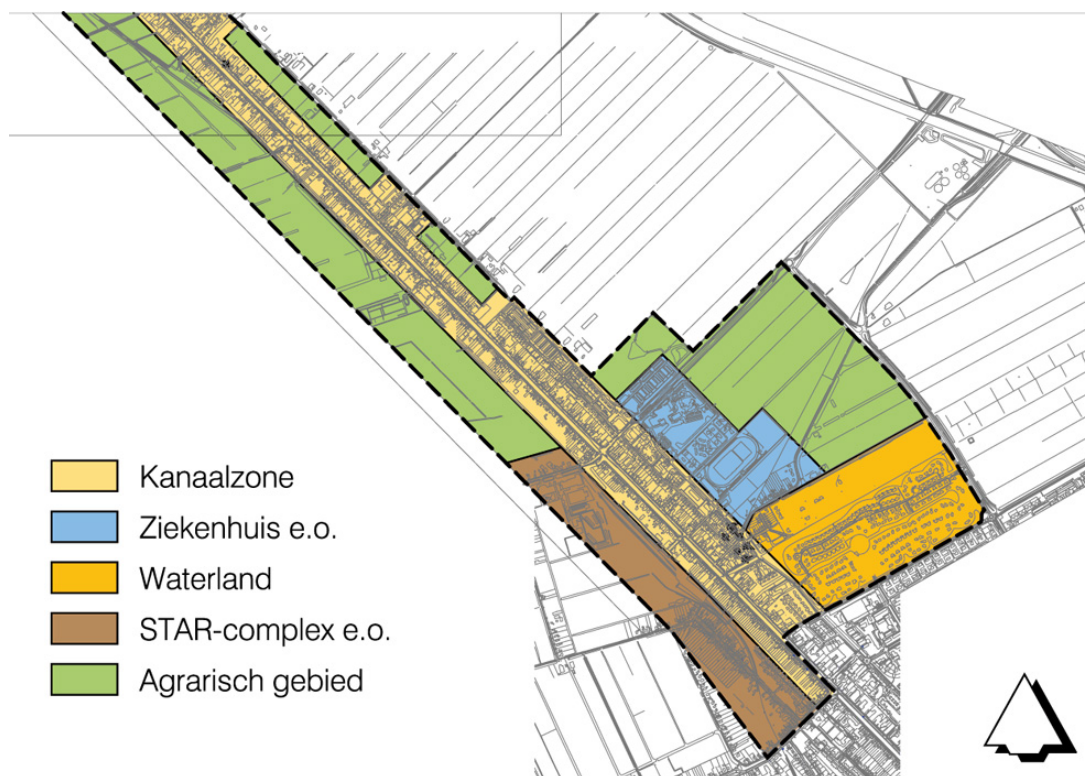 Kanaalzone
Ziekenhuis e.o.
Waterland
STAR-complex e.o.
Agrarisch gebied